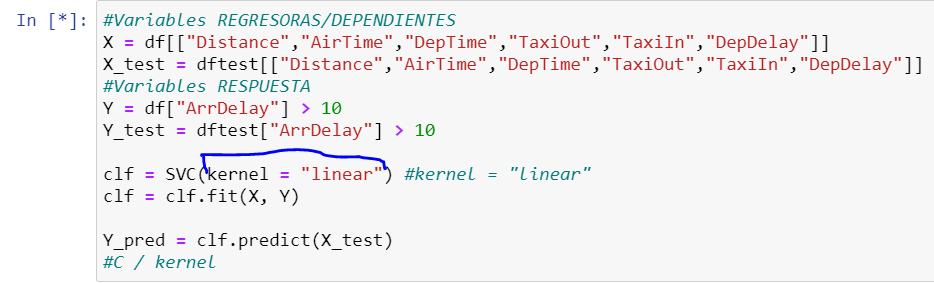 In [*]: #Variables REGRESORAS/DEPENDIENTES
X = df[["Distance","AirTime","DepTime","TaxiOut","TaxiIn","DepDelay"]]
X_test = dftest[["Distance","AirTime","DepTime","TaxiOut","TaxiIn","DepDelay"]]
#Variables RESPUESTA
Y = df["ArrDelay"] > 10
Y_test = dftest["ArrDelay"] > 10
clf = SVC(kernel = "linear") #kernel = "linear"
clf = clf.fit(X, Y)
Y_pred = clf.predict(X_test)
#C / kernel